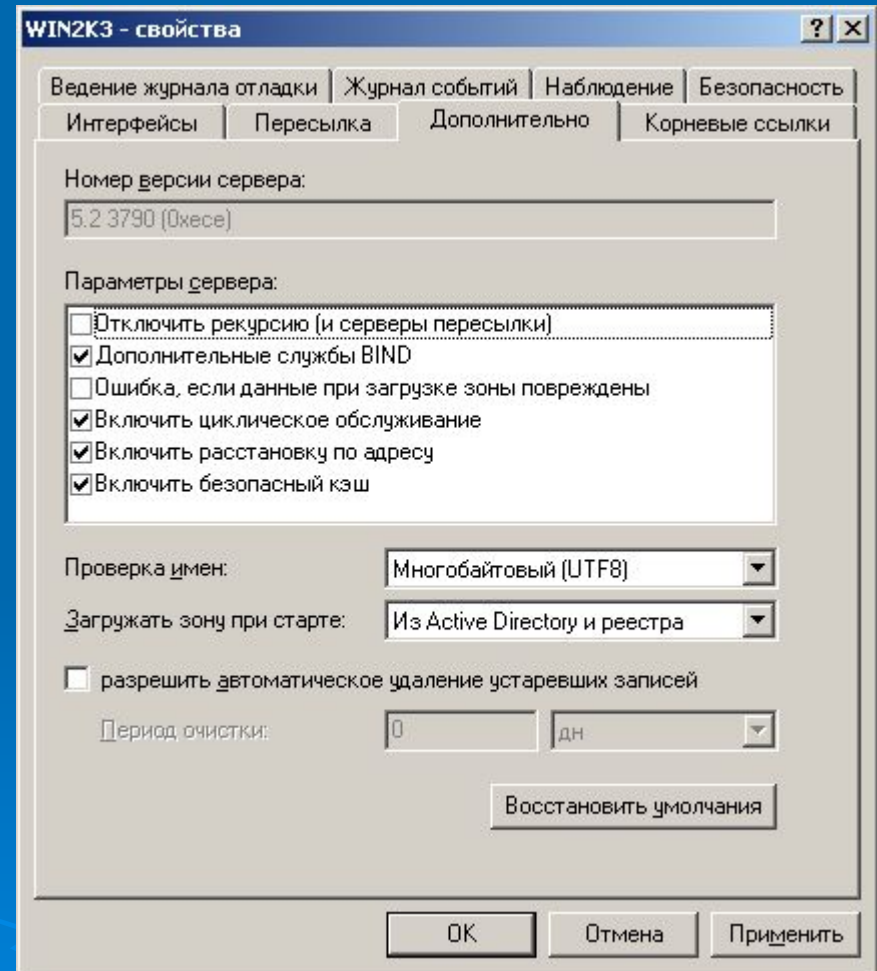 WIN2K3 - свойства
Ведение журнала отладки Журнал событий Наблюдение Безопасность
Интерфейсы Пересылка Дополнительно Корневые ссылки
Номер версии сервера:
5.2 3790 (0xece)
Параметры сервера:
Отключить рекурсию (и серверы пересылки)
Дополнительные службы BIND
Ошибка, если данные при загрузке зоны повреждены
Включить циклическое обслуживание
Включить расстановку по адресу
Включить безопасный кэш
Проверка имен: Многобайтовый (UTF8)
Загружать зону при старте: Из Active Directory и реестра
разрешить автоматическое удаление устаревших записей
Период очистки: 0 дн
Восстановить умолчания
OK Отмена Применить